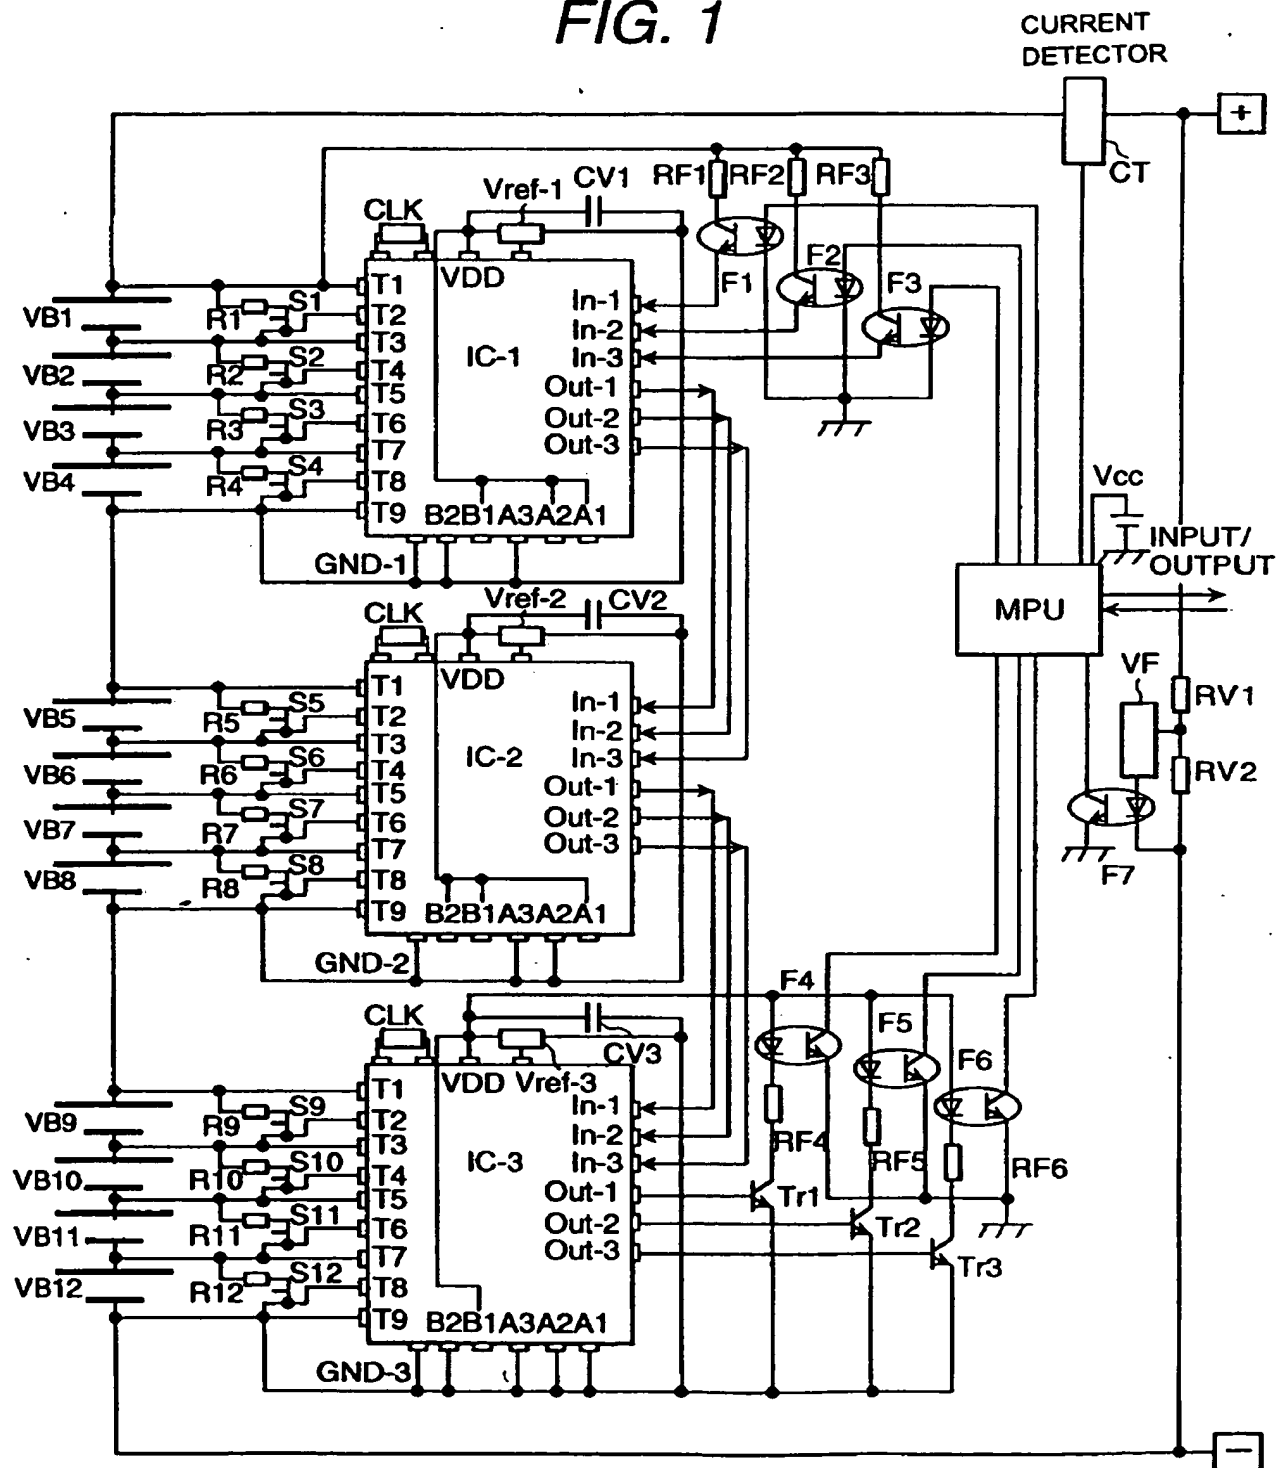 FIG. 1
CURRENT
DETECTOR
+
CT
CLK
Vref-1
CV1
RF1
RF2
RF3
F1
F2
F3
VB1
VB2
VB3
VB4
R1
S1
R2
S2
R3
S3
R4
S4
T1
T2
T3
T4
T5
T6
T7
T8
T9
VDD
IC-1
In-1
In-2
In-3
Out-1
Out-2
Out-3
B2B1A3A2A1
GND-1
Vcc
INPUT/
OUTPUT
MPU
VF
RV1
RV2
F7
CLK
Vref-2
CV2
VB5
VB6
VB7
VB8
R5
S5
R6
S6
R7
S7
R8
S8
T1
T2
T3
T4
T5
T6
T7
T8
T9
VDD
IC-2
In-1
In-2
In-3
Out-1
Out-2
Out-3
B2B1A3A2A1
GND-2
CLK
CV3
Vref-3
F4
F5
F6
RF4
RF5
RF6
Tr1
Tr2
Tr3
VB9
VB10
VB11
VB12
R9
S9
R10
S10
R11
S11
R12
S12
T1
T2
T3
T4
T5
T6
T7
T8
T9
VDD
IC-3
In-1
In-2
In-3
Out-1
Out-2
Out-3
B2B1A3A2A1
GND-3
−